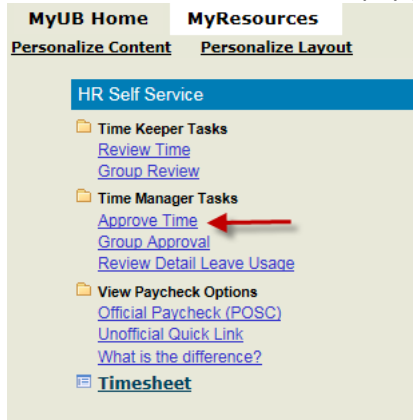 MyUB Home MyResources
Personalize Content Personalize Layout
HR Self Service
Time Keeper Tasks
Review Time
Group Review
Time Manager Tasks
Approve Time
Group Approval
Review Detail Leave Usage
View Paycheck Options
Official Paycheck (POSC)
Unofficial Quick Link
What is the difference?
Timesheet